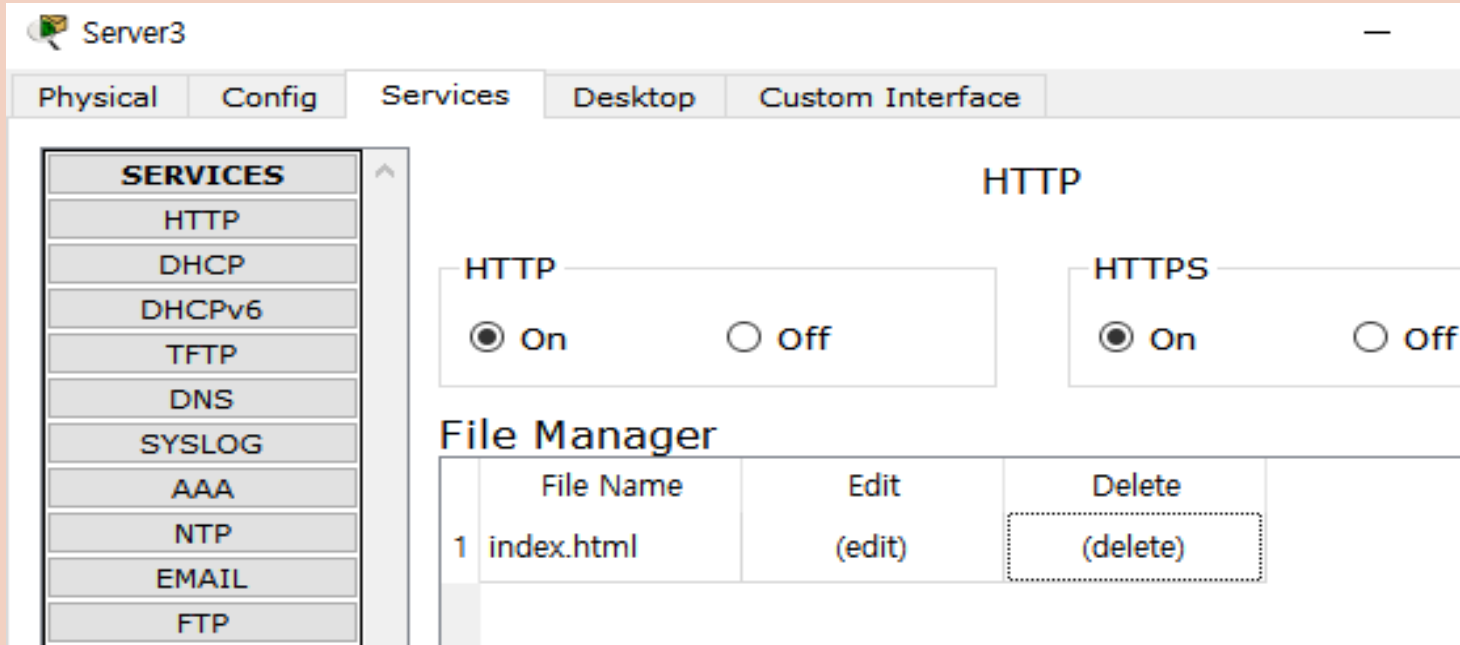 Server3
Physical Config Services Desktop Custom Interface
SERVICES
HTTP
DHCP
DHCPv6
TFTP
DNS
SYSLOG
AAA
NTP
EMAIL
FTP
HTTP
HTTP HTTPS
On Off On Off
File Manager
File Name Edit Delete
1 index.html (edit) (delete)